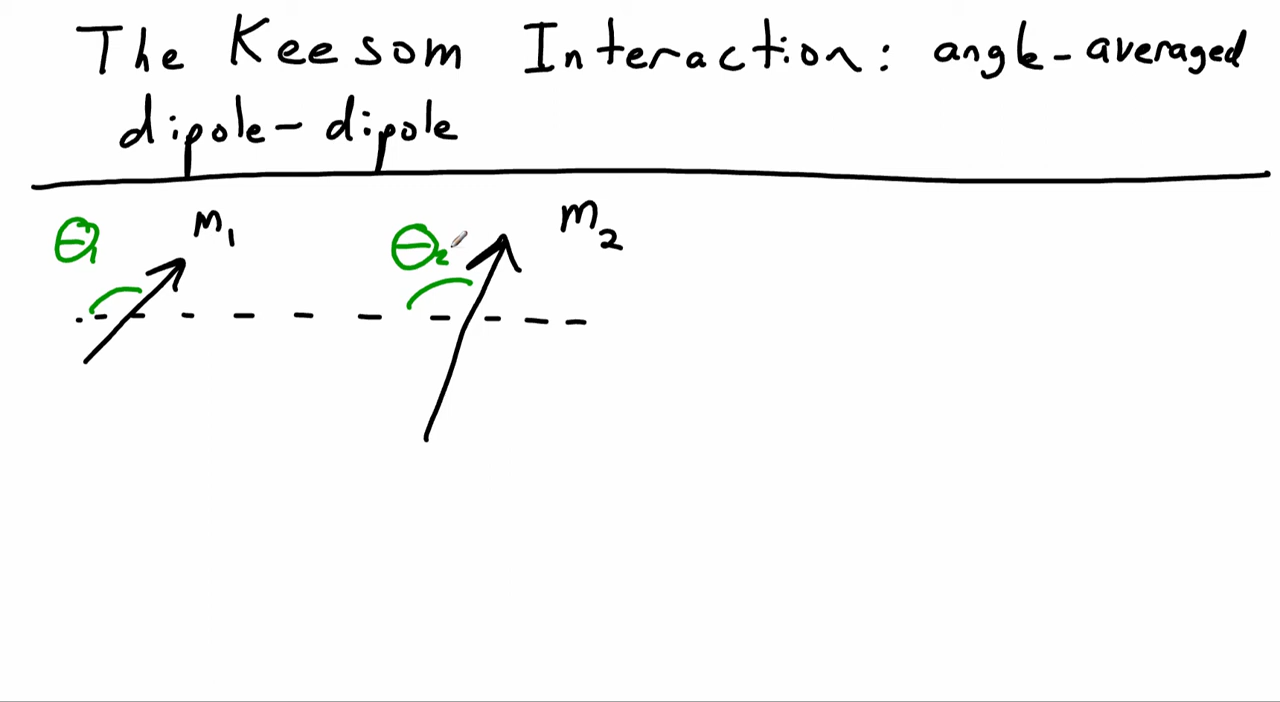 The Keesom Interaction: angle-averaged
dipole-dipole
θ1 m1 θ2 m2